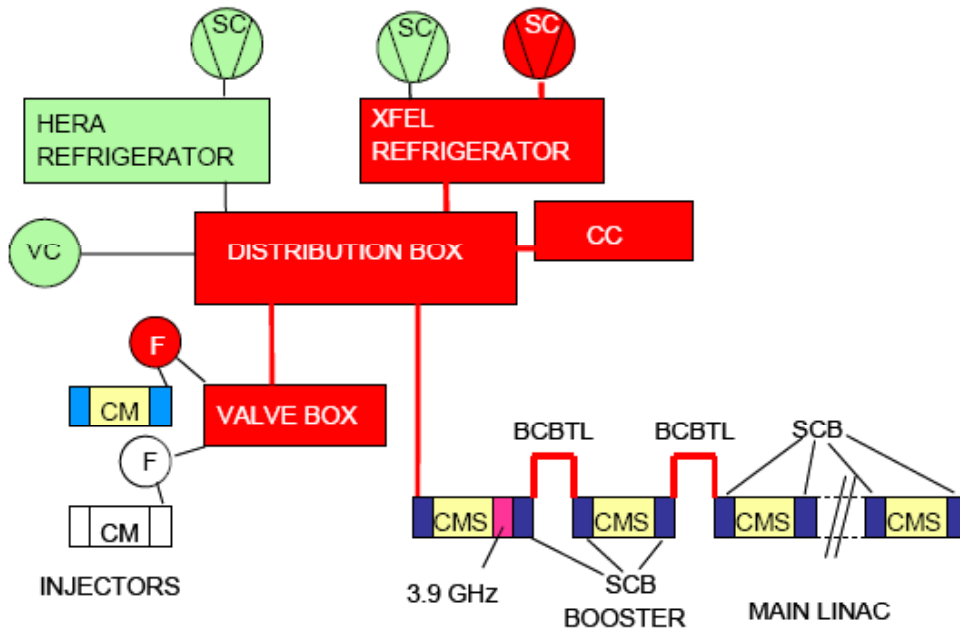 SC
SC
SC
HERA
REFRIGERATOR
XFEL
REFRIGERATOR
VC
DISTRIBUTION BOX
CC
F
CM
VALVE BOX
F
CM
INJECTORS
BCBTL
BCBTL
SCB
CMS
CMS
CMS
CMS
3.9 GHz
SCB
BOOSTER
MAIN LINAC